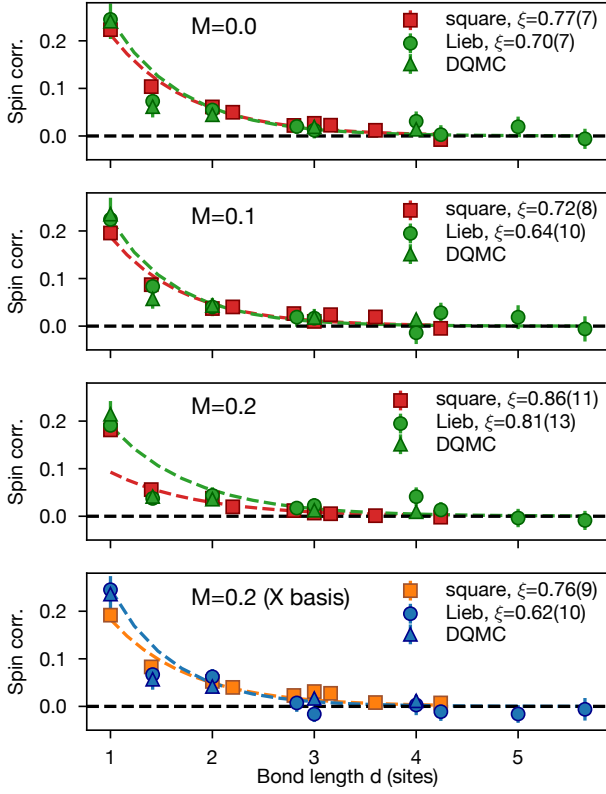 M=0.0
square, ξ=0.77(7)
Lieb, ξ=0.70(7)
DQMC
Spin corr.
0.2
0.1
0.0
M=0.1
square, ξ=0.72(8)
Lieb, ξ=0.64(10)
DQMC
Spin corr.
0.2
0.1
0.0
M=0.2
square, ξ=0.86(11)
Lieb, ξ=0.81(13)
DQMC
Spin corr.
0.2
0.1
0.0
M=0.2 (X basis)
square, ξ=0.76(9)
Lieb, ξ=0.62(10)
DQMC
Spin corr.
0.2
0.1
0.0
1 2 3 4 5
Bond length d (sites)